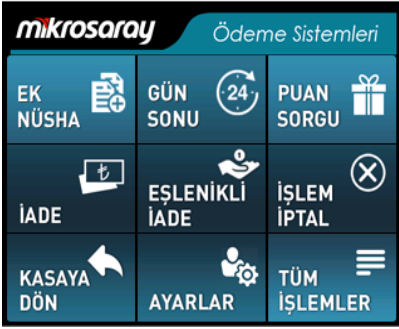 mikrosaray
Ödeme Sistemleri
EK
NÜSHA
GÜN
SONU
24
PUAN
SORGU
₺
İADE
EŞLENİKLİ
İADE
İŞLEM
İPTAL
KASAYA
DÖN
AYARLAR
TÜM
İŞLEMLER